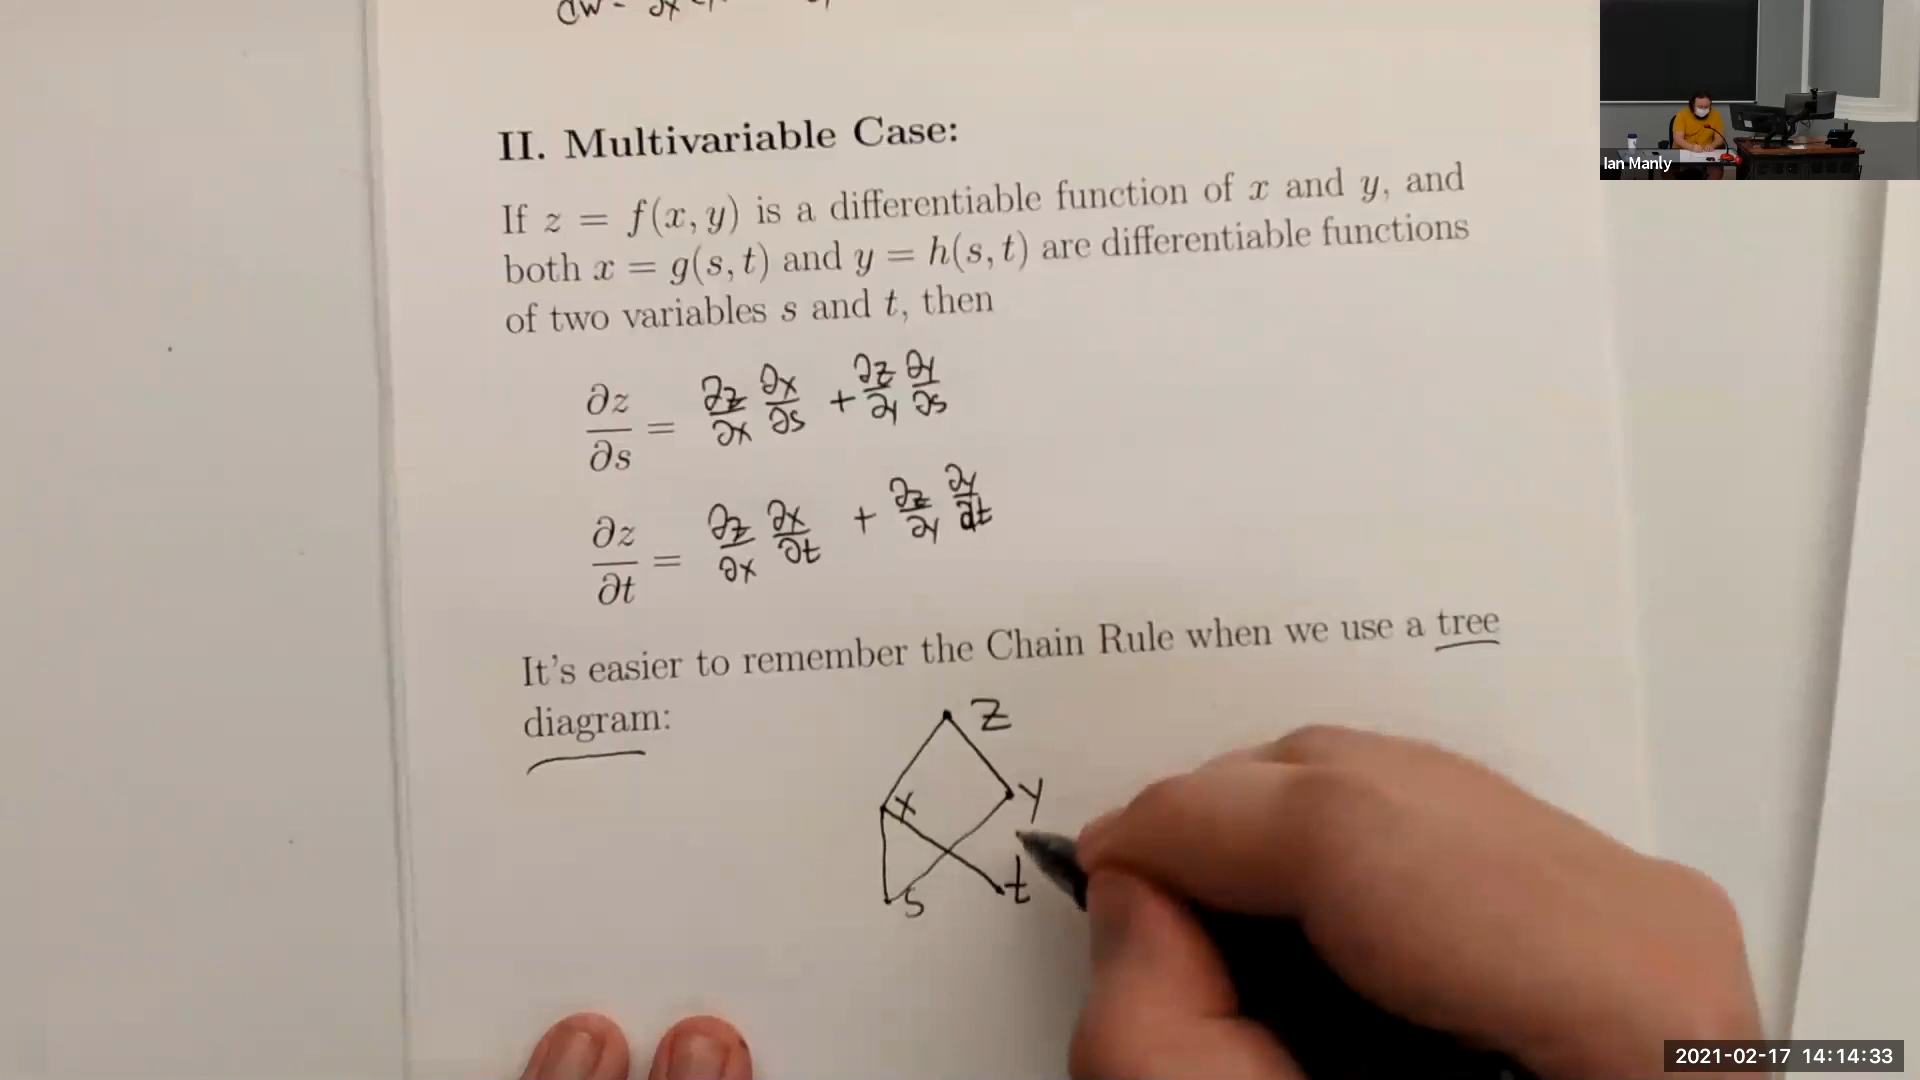 II. Multivariable Case:
If z = f(x, y) is a differentiable function of x and y, and
both x = g(s, t) and y = h(s, t) are differentiable functions
of two variables s and t, then
∂z/∂s = ∂z/∂x ∂x/∂s + ∂z/∂y ∂y/∂s
∂z/∂t = ∂z/∂x ∂x/∂t + ∂z/∂y ∂y/∂t
It's easier to remember the Chain Rule when we use a tree
diagram:
z
x y
s t
Ian Manly
2021-02-17 14:14:33